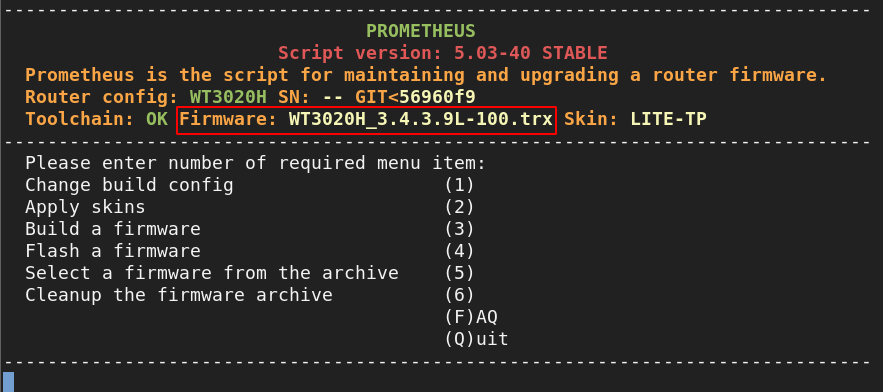 --------------------------------------------------------------------------------
PROMETHEUS
Script version: 5.03-40 STABLE
Prometheus is the script for maintaining and upgrading a router firmware.
Router config: WT3020H SN: -- GIT<56960f9
Toolchain: OK Firmware: WT3020H_3.4.3.9L-100.trx Skin: LITE-TP
--------------------------------------------------------------------------------
Please enter number of required menu item:
Change build config (1)
Apply skins (2)
Build a firmware (3)
Flash a firmware (4)
Select a firmware from the archive (5)
Cleanup the firmware archive (6)
(F)AQ
(Q)uit
--------------------------------------------------------------------------------